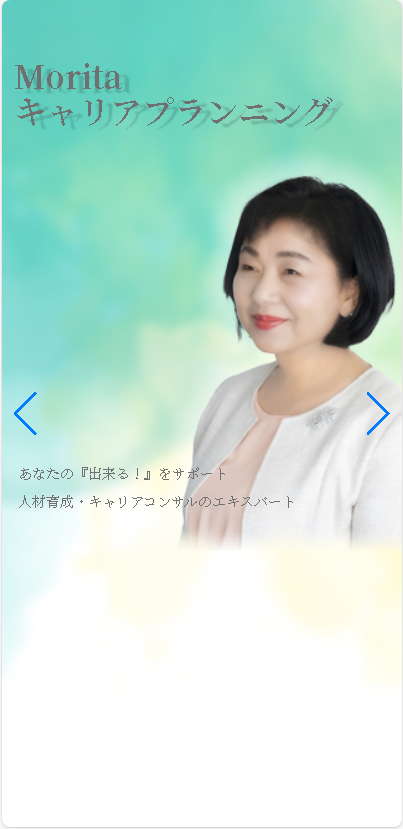 Morita
キャリアプランニング
あなたの『出来る！』をサポート
人材育成・キャリアコンサルのエキスパート